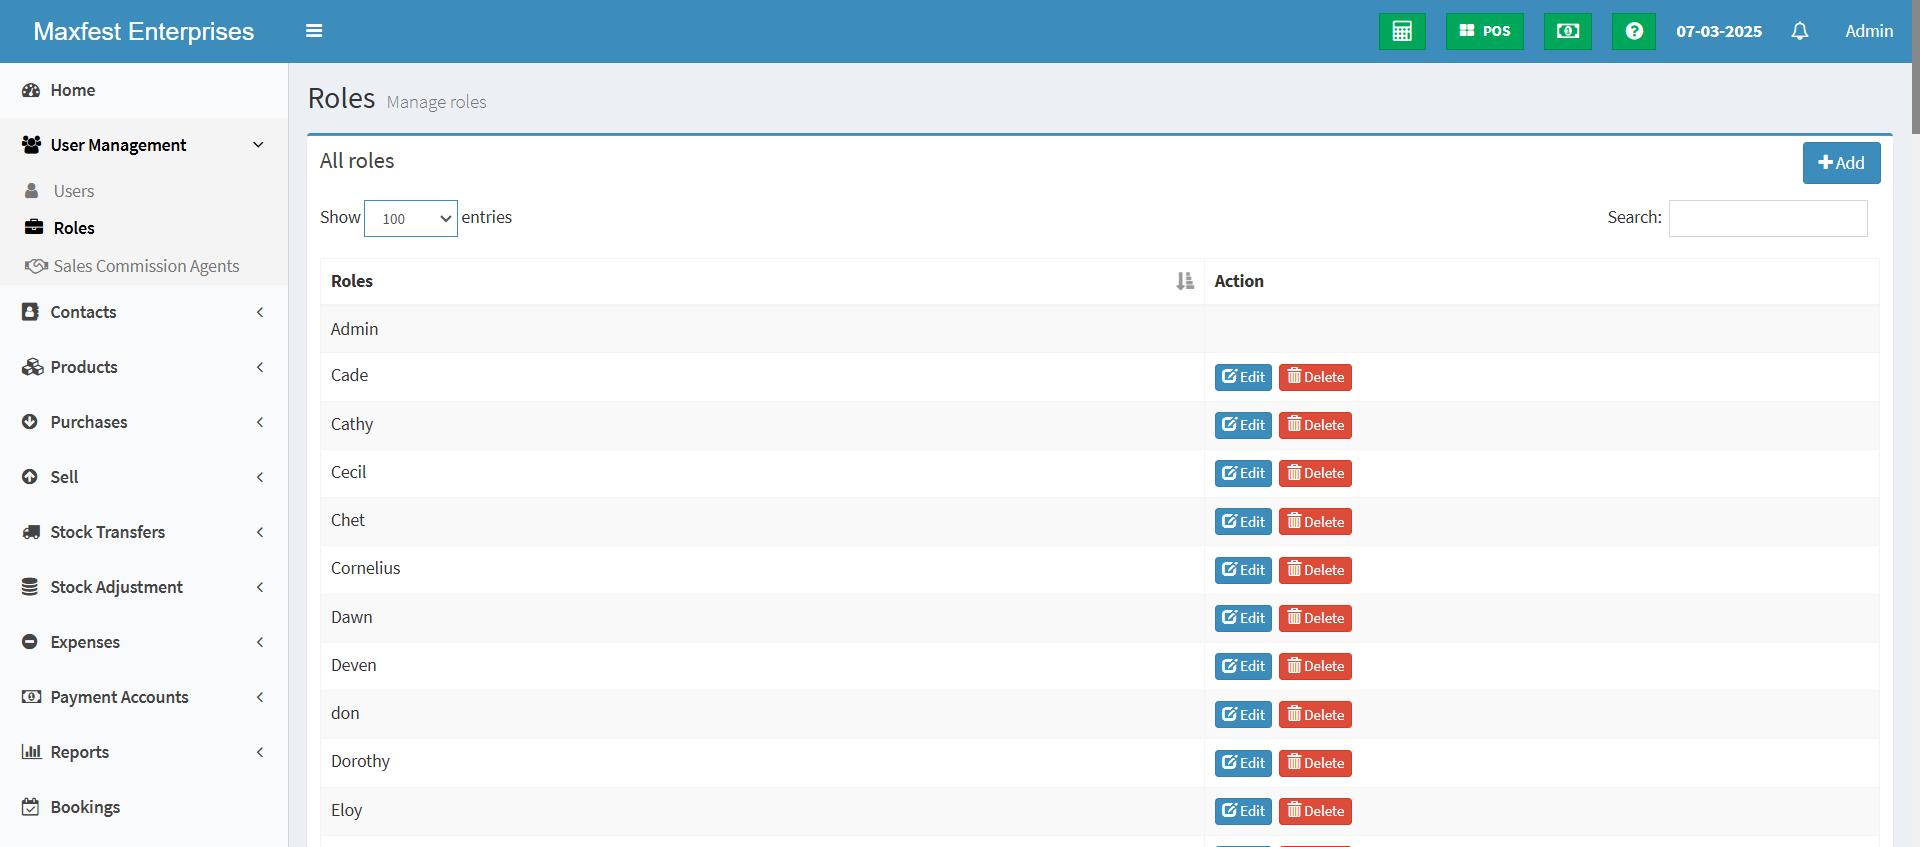 Maxfest Enterprises
POS
07-03-2025
Admin
Home
User Management
Users
Roles
Sales Commission Agents
Contacts
Products
Purchases
Sell
Stock Transfers
Stock Adjustment
Expenses
Payment Accounts
Reports
Bookings
Roles Manage roles
All roles
Add
Show 100 entries
Search:
Roles Action
Admin
Cade Edit Delete
Cathy Edit Delete
Cecil Edit Delete
Chet Edit Delete
Cornelius Edit Delete
Dawn Edit Delete
Deven Edit Delete
don Edit Delete
Dorothy Edit Delete
Eloy Edit Delete